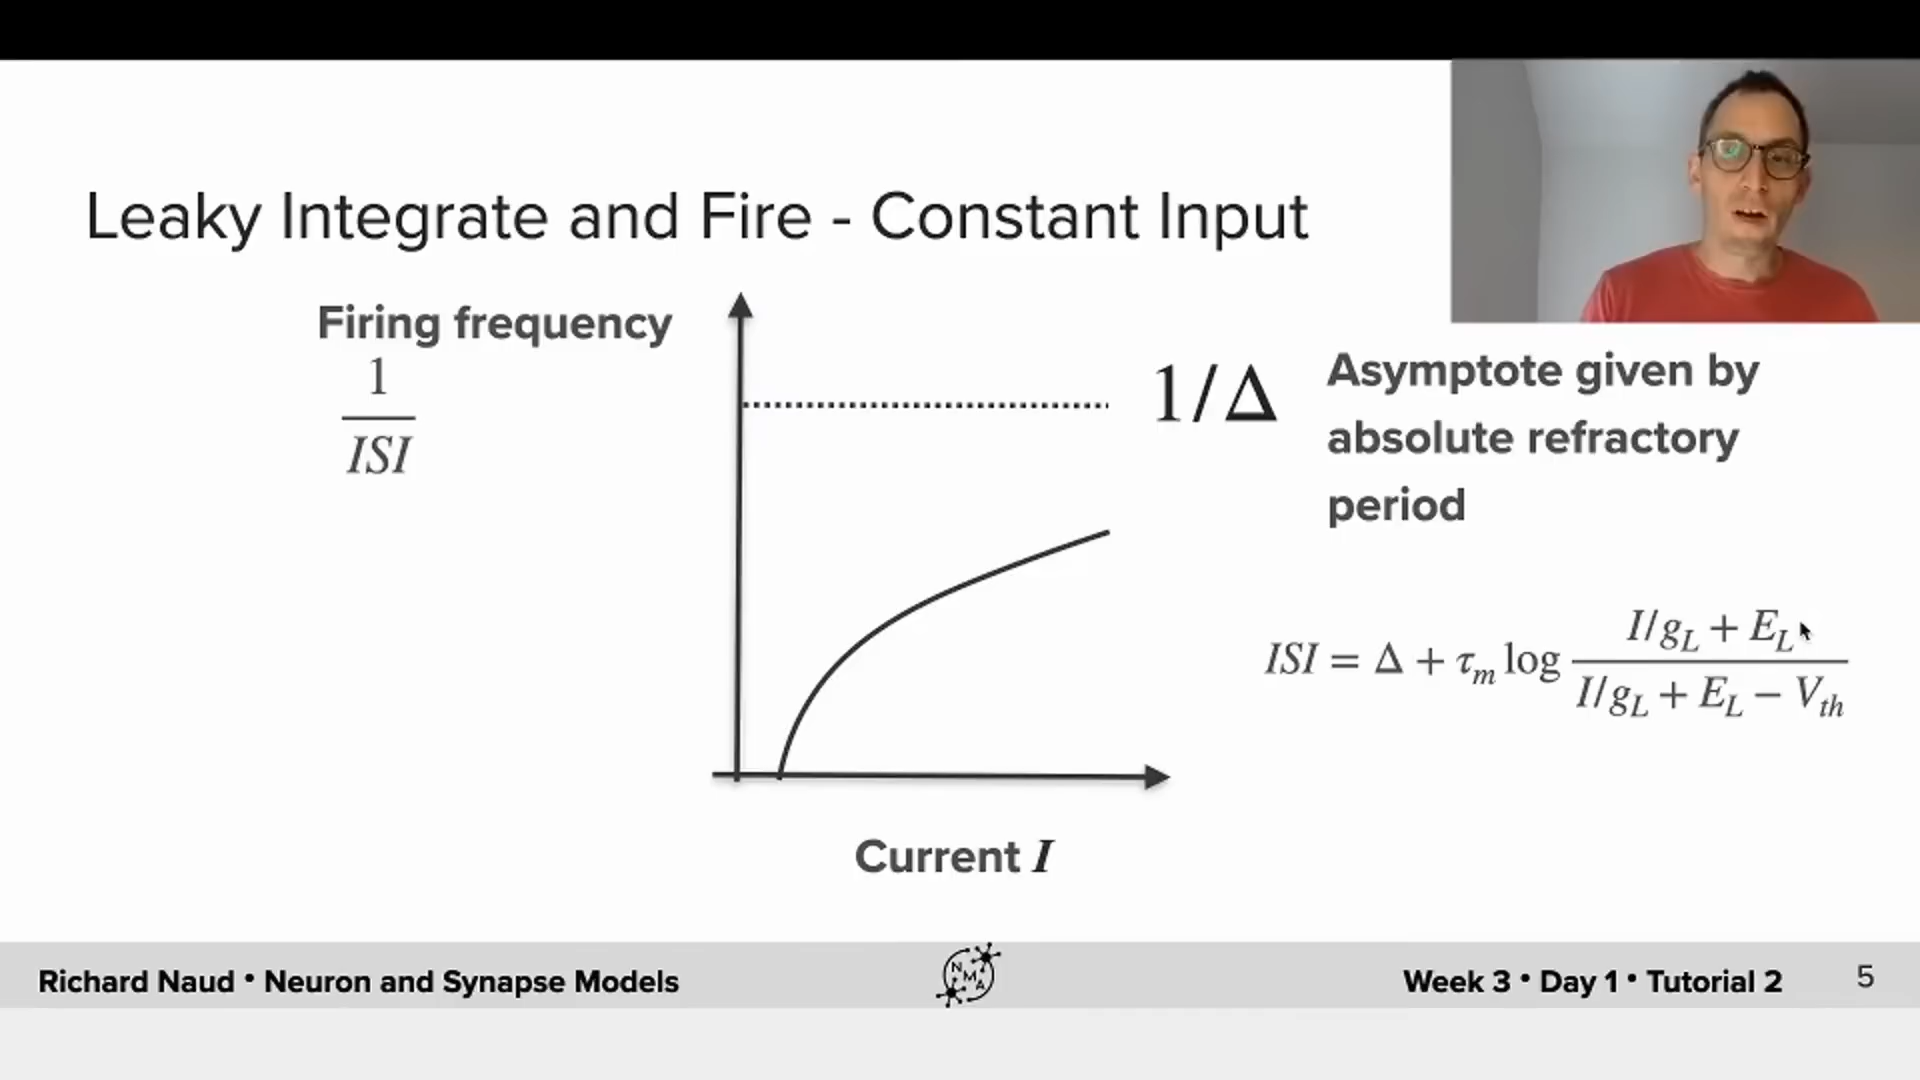 Leaky Integrate and Fire - Constant Input
Firing frequency
1
ISI
1/Δ
Asymptote given by
absolute refractory
period
I/g_L + E_L
ISI = Δ + τ_m log
I/g_L + E_L − V_th
Current I
Richard Naud • Neuron and Synapse Models
NMA
Week 3 • Day 1 • Tutorial 2
5